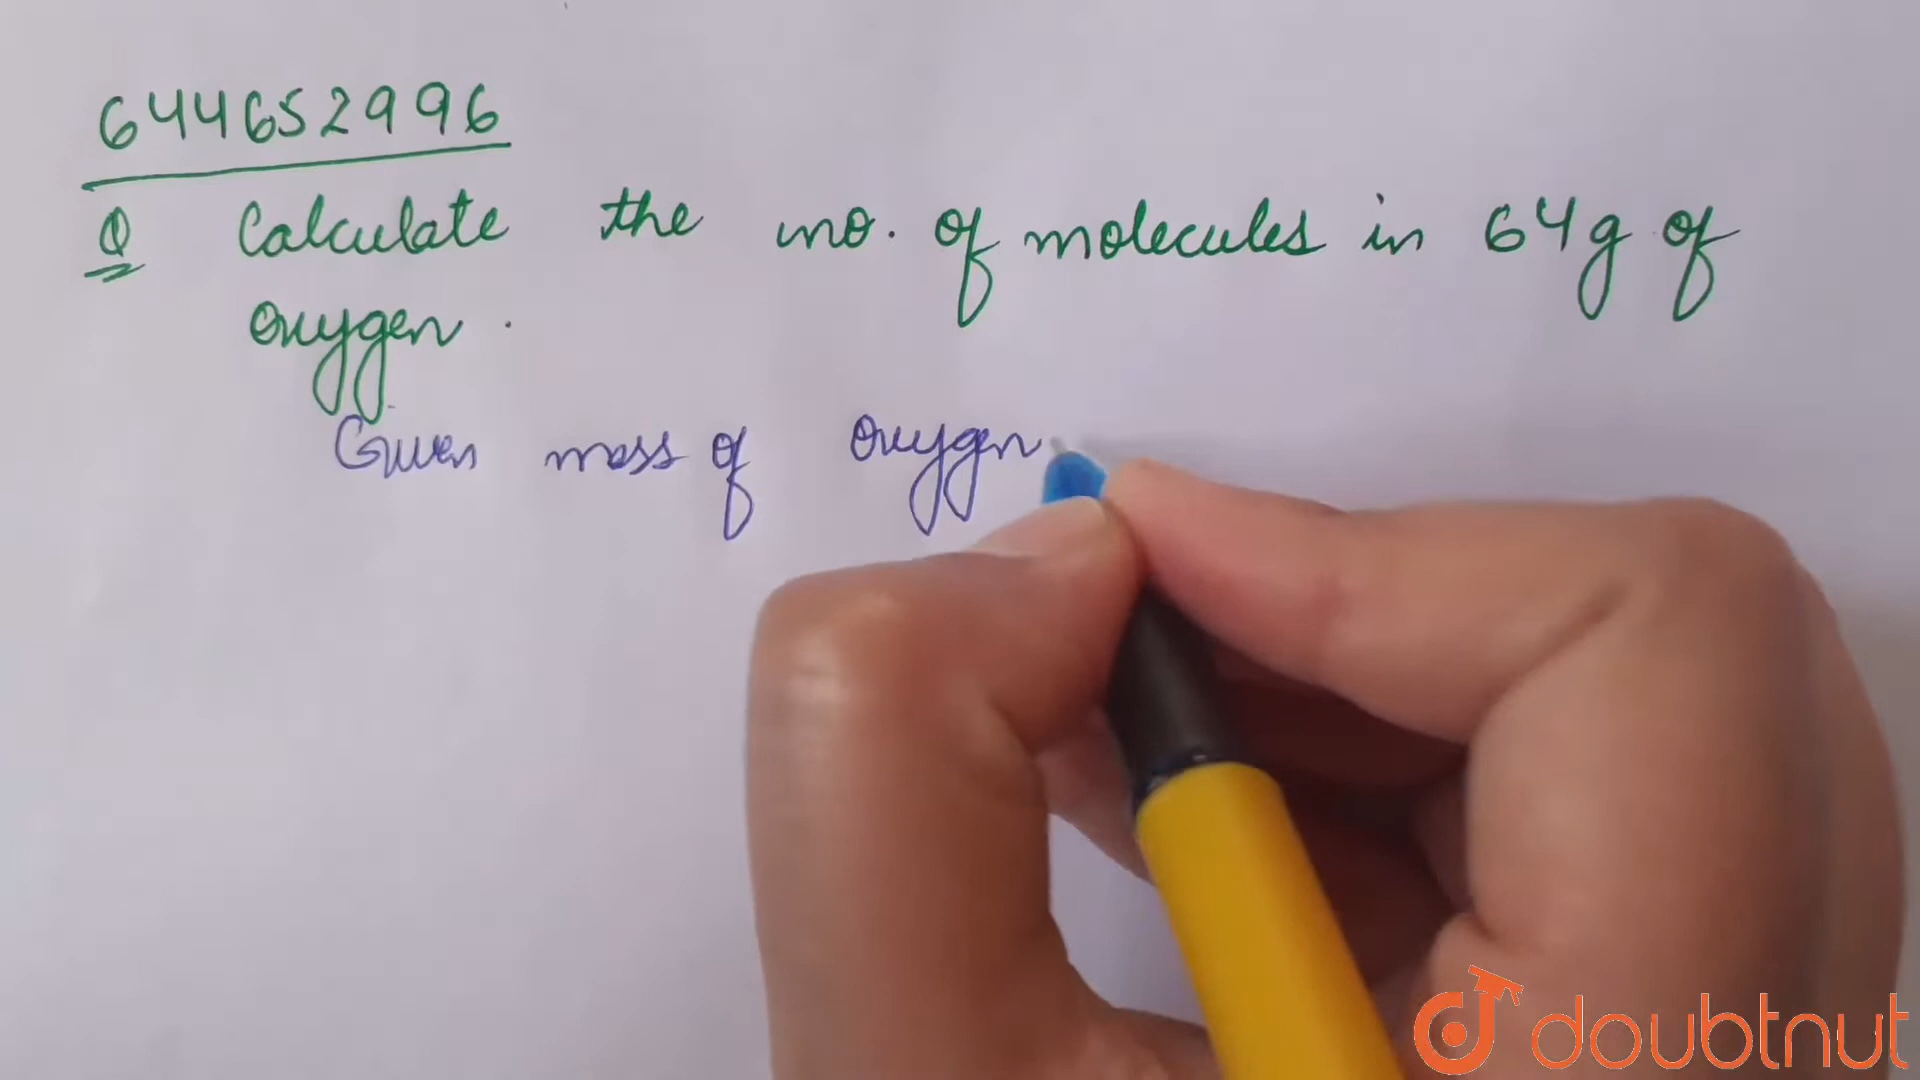 644652996
Q Calculate the no. of molecules in 64g of
oxygen.
Given mass of oxygen
doubtnut